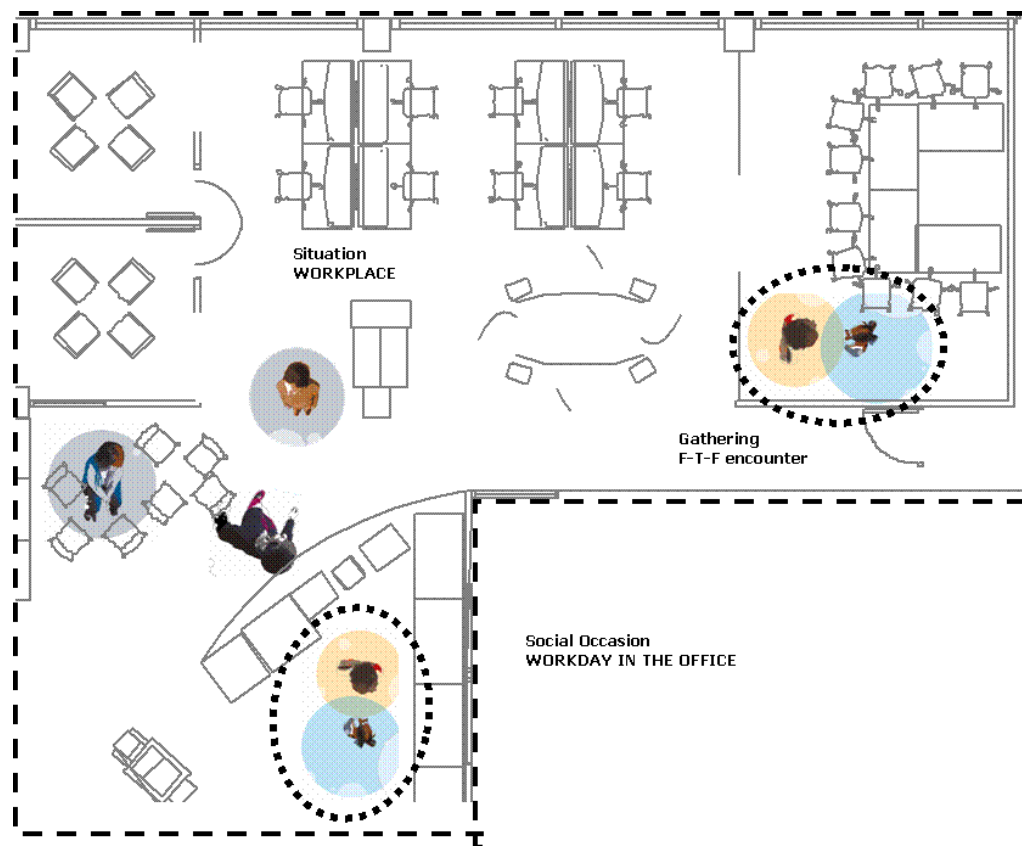 Situation
WORKPLACE
Gathering
F-T-F encounter
Social Occasion
WORKDAY IN THE OFFICE